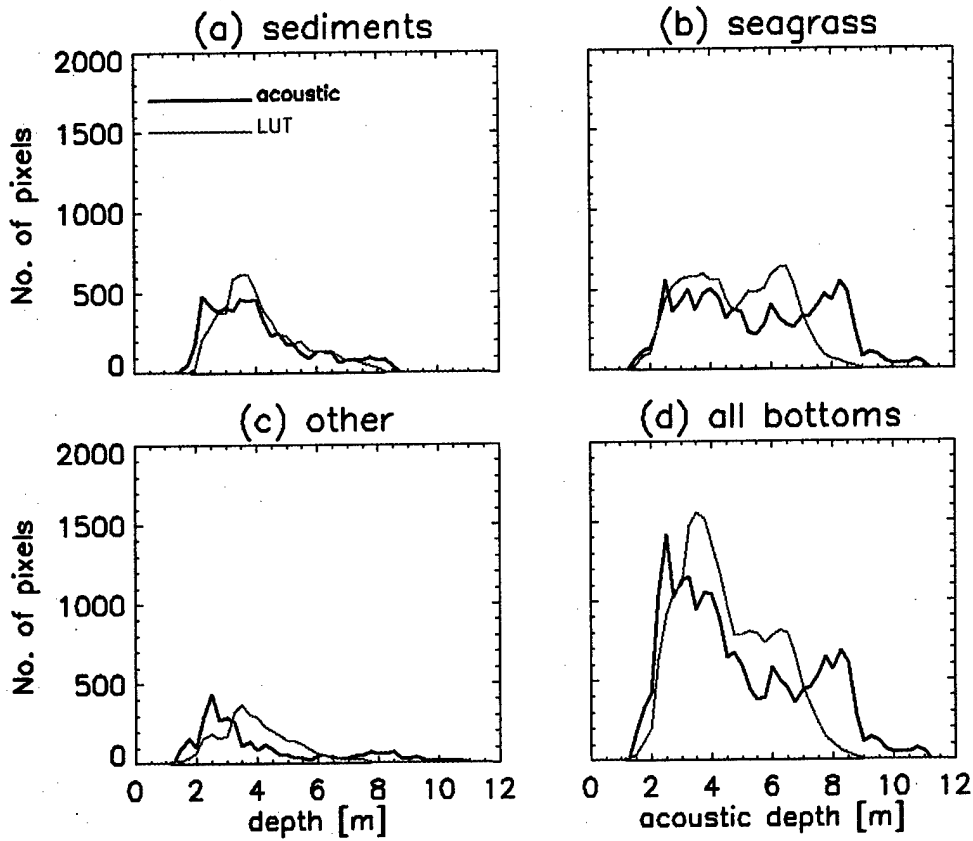 (a) sediments
(b) seagrass
2000
1500
1000
500
0
No. of pixels
acoustic
LUT
(c) other
(d) all bottoms
2000
1500
1000
500
0
No. of pixels
0 2 4 6 8 10 12
depth [m]
0 2 4 6 8 10 12
acoustic depth [m]